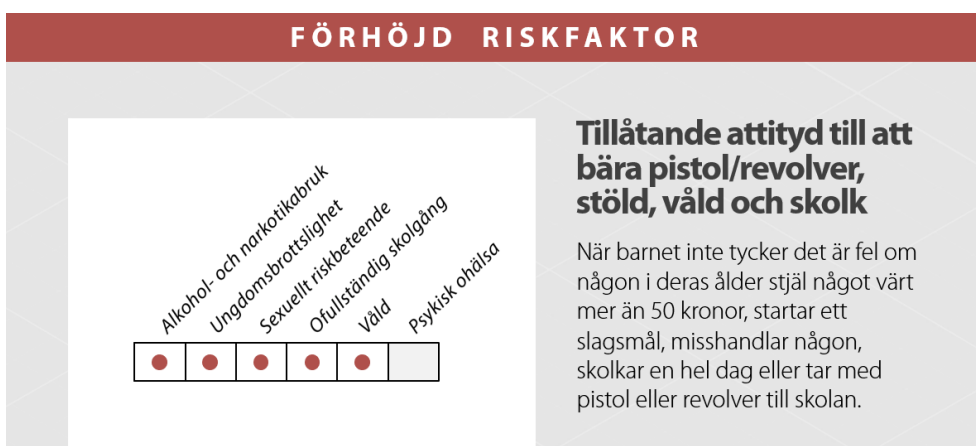 FÖRHÖJD RISKFAKTOR
Alkohol- och narkotikabruk
Ungdomsbrottslighet
Sexuellt riskbeteende
Ofullständig skolgång
Våld
Psykisk ohälsa
Tillåtande attityd till att
bära pistol/revolver,
stöld, våld och skolk
När barnet inte tycker det är fel om
någon i deras ålder stjäl något värt
mer än 50 kronor, startar ett
slagsmål, misshandlar någon,
skolkar en hel dag eller tar med
pistol eller revolver till skolan.